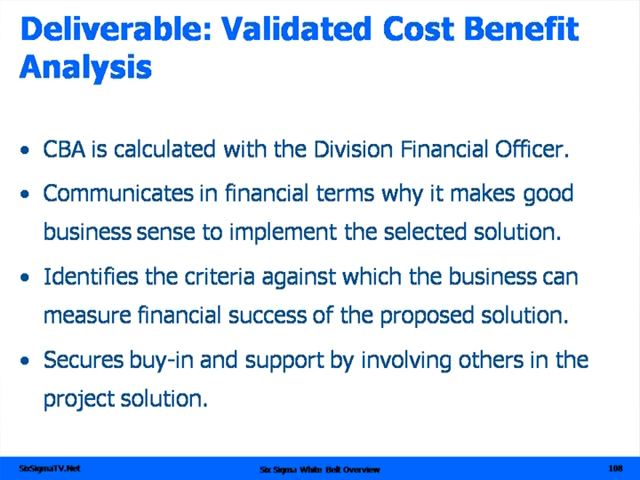 Deliverable: Validated Cost Benefit
Analysis
• CBA is calculated with the Division Financial Officer.
• Communicates in financial terms why it makes good
business sense to implement the selected solution.
• Identifies the criteria against which the business can
measure financial success of the proposed solution.
• Secures buy-in and support by involving others in the
project solution.
SixSigmaTV.Net Six Sigma White Belt Overview 108